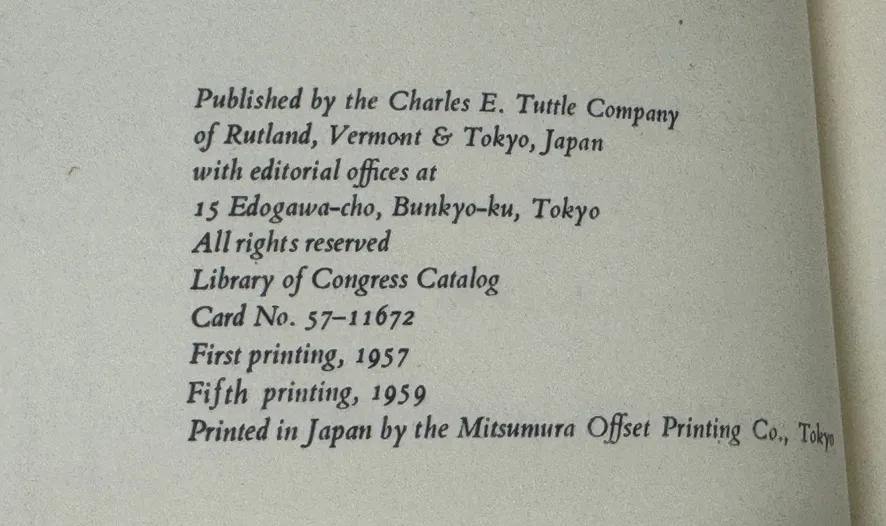 Published by the Charles E. Tuttle Company
of Rutland, Vermont & Tokyo, Japan
with editorial offices at
15 Edogawa-cho, Bunkyo-ku, Tokyo
All rights reserved
Library of Congress Catalog
Card No. 57–11672
First printing, 1957
Fifth printing, 1959
Printed in Japan by the Mitsumura Offset Printing Co., Tokyo